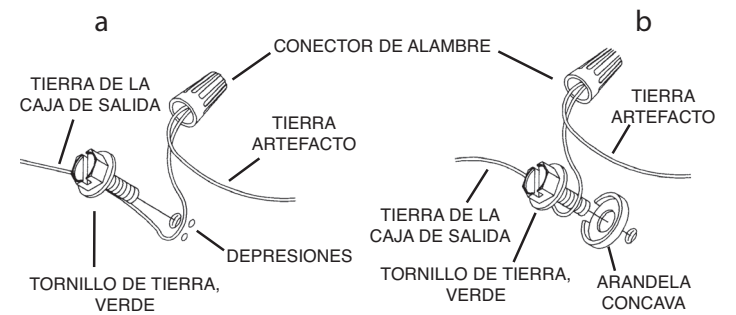 a
b
CONECTOR DE ALAMBRE
TIERRA DE LA
CAJA DE SALIDA
TIERRA
ARTEFACTO
DEPRESIONES
TORNILLO DE TIERRA,
VERDE
TIERRA
ARTEFACTO
TIERRA DE LA
CAJA DE SALIDA
TORNILLO DE TIERRA,
VERDE
ARANDELA
CONCAVA